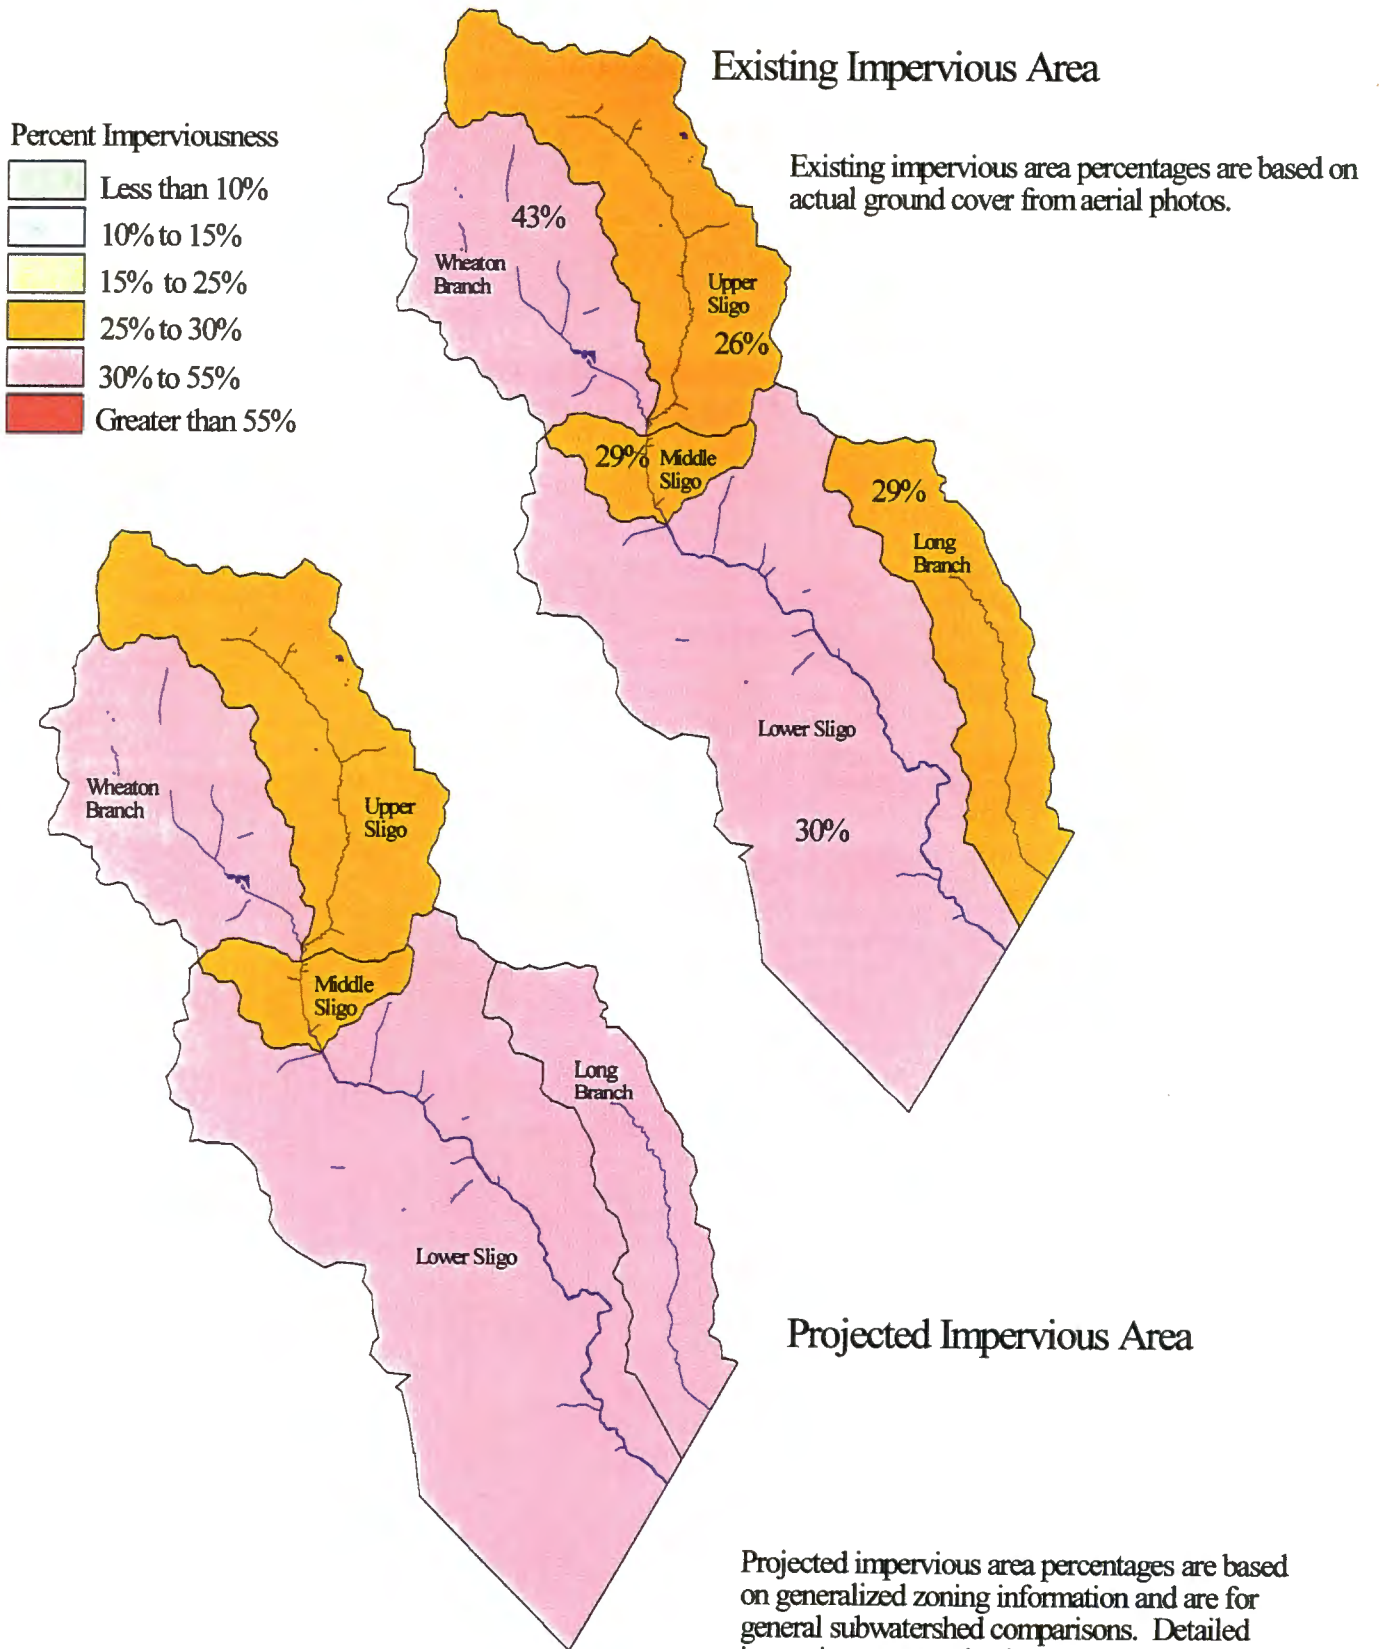 Existing Impervious Area
Percent Imperviousness
Less than 10%
10% to 15%
15% to 25%
25% to 30%
30% to 55%
Greater than 55%
Existing impervious area percentages are based on
actual ground cover from aerial photos.
43%
Wheaton
Branch
Upper
Sligo
26%
29%
Middle
Sligo
29%
Long
Branch
Lower Sligo
30%
Wheaton
Branch
Upper
Sligo
Middle
Sligo
Long
Branch
Lower Sligo
Projected Impervious Area
Projected impervious area percentages are based
on generalized zoning information and are for
general subwatershed comparisons. Detailed